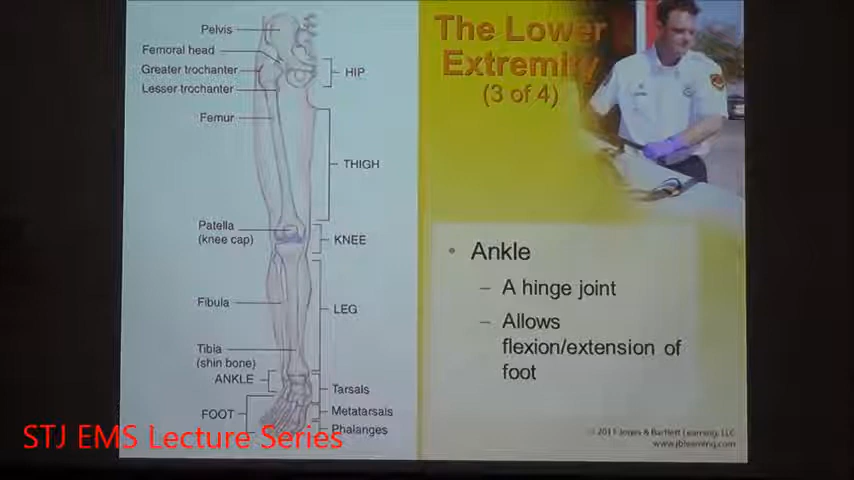 Pelvis
Femoral head
Greater trochanter
Lesser trochanter
Femur
Patella
(knee cap)
Fibula
Tibia
(shin bone)
ANKLE
FOOT
HIP
THIGH
KNEE
LEG
Tarsals
Metatarsals
Phalanges
The Lower
Extremity
(3 of 4)
• Ankle
– A hinge joint
– Allows
flexion/extension of
foot
© 2011 Jones & Bartlett Learning, LLC
www.jblearning.com
STJ EMS Lecture Series